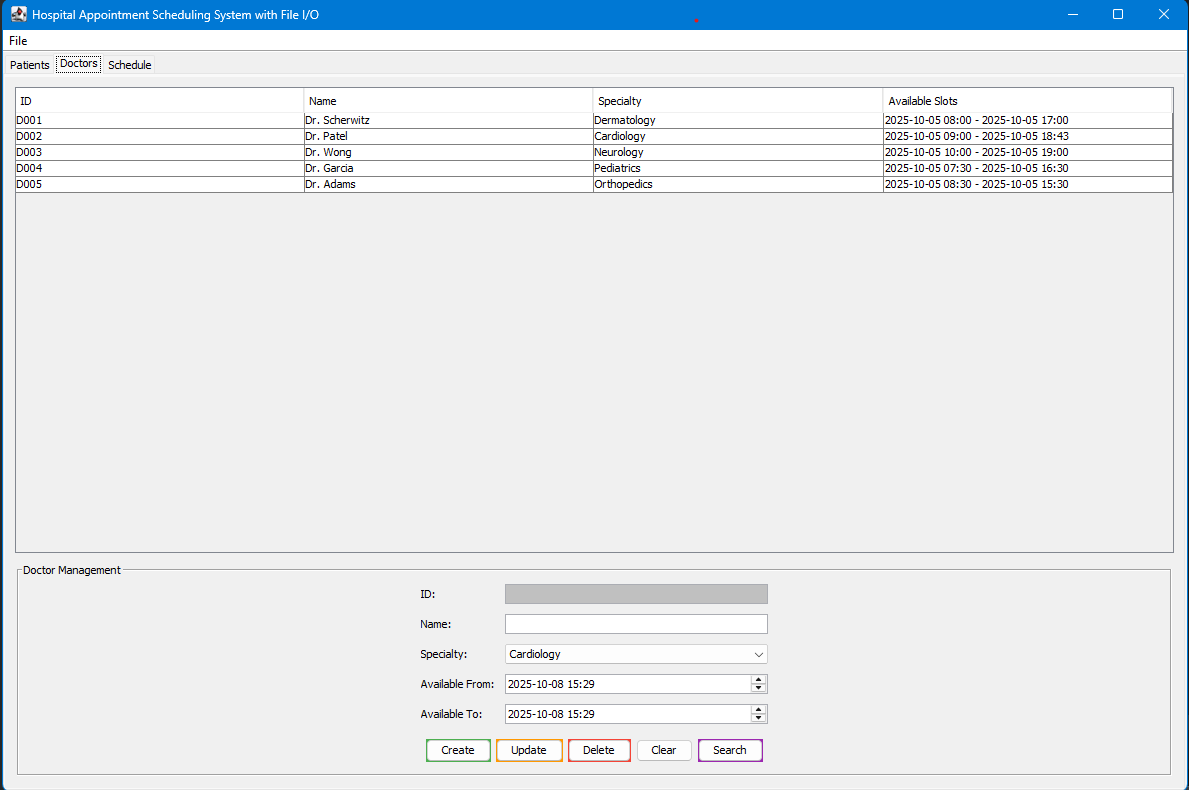 Hospital Appointment Scheduling System with File I/O
File
Patients Doctors Schedule
ID Name Specialty Available Slots
D001 Dr. Scherwitz Dermatology 2025-10-05 08:00 - 2025-10-05 17:00
D002 Dr. Patel Cardiology 2025-10-05 09:00 - 2025-10-05 18:43
D003 Dr. Wong Neurology 2025-10-05 10:00 - 2025-10-05 19:00
D004 Dr. Garcia Pediatrics 2025-10-05 07:30 - 2025-10-05 16:30
D005 Dr. Adams Orthopedics 2025-10-05 08:30 - 2025-10-05 15:30
Doctor Management
ID:
Name:
Specialty: Cardiology
Available From: 2025-10-08 15:29
Available To: 2025-10-08 15:29
Create Update Delete Clear Search